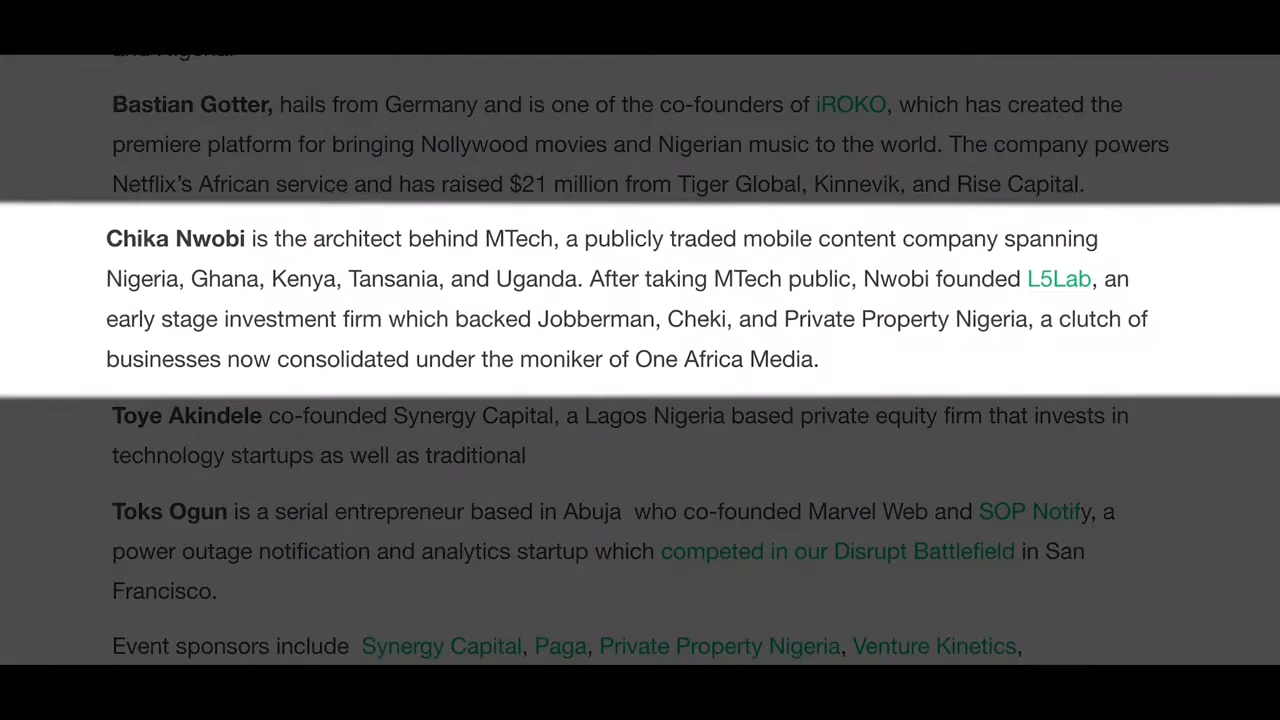 Bastian Gotter, hails from Germany and is one of the co-founders of iROKO, which has created the
premiere platform for bringing Nollywood movies and Nigerian music to the world. The company powers
Netflix’s African service and has raised $21 million from Tiger Global, Kinnevik, and Rise Capital.
Chika Nwobi is the architect behind MTech, a publicly traded mobile content company spanning
Nigeria, Ghana, Kenya, Tansania, and Uganda. After taking MTech public, Nwobi founded L5Lab, an
early stage investment firm which backed Jobberman, Cheki, and Private Property Nigeria, a clutch of
businesses now consolidated under the moniker of One Africa Media.
Toye Akindele co-founded Synergy Capital, a Lagos Nigeria based private equity firm that invests in
technology startups as well as traditional
Toks Ogun is a serial entrepreneur based in Abuja  who co-founded Marvel Web and SOP Notify, a
power outage notification and analytics startup which competed in our Disrupt Battlefield in San
Francisco.
Event sponsors include  Synergy Capital, Paga, Private Property Nigeria, Venture Kinetics,